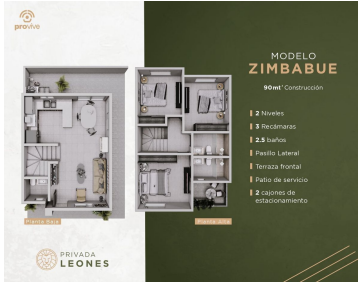 provive
MODELO
ZIMBABUE
90mt² Construcción
2 Niveles
3 Recámaras
2.5 baños
Pasillo Lateral
Terraza frontal
Patio de servicio
2 cajones de
estacionamiento
Planta Baja
Planta Alta
PRIVADA
LEONES